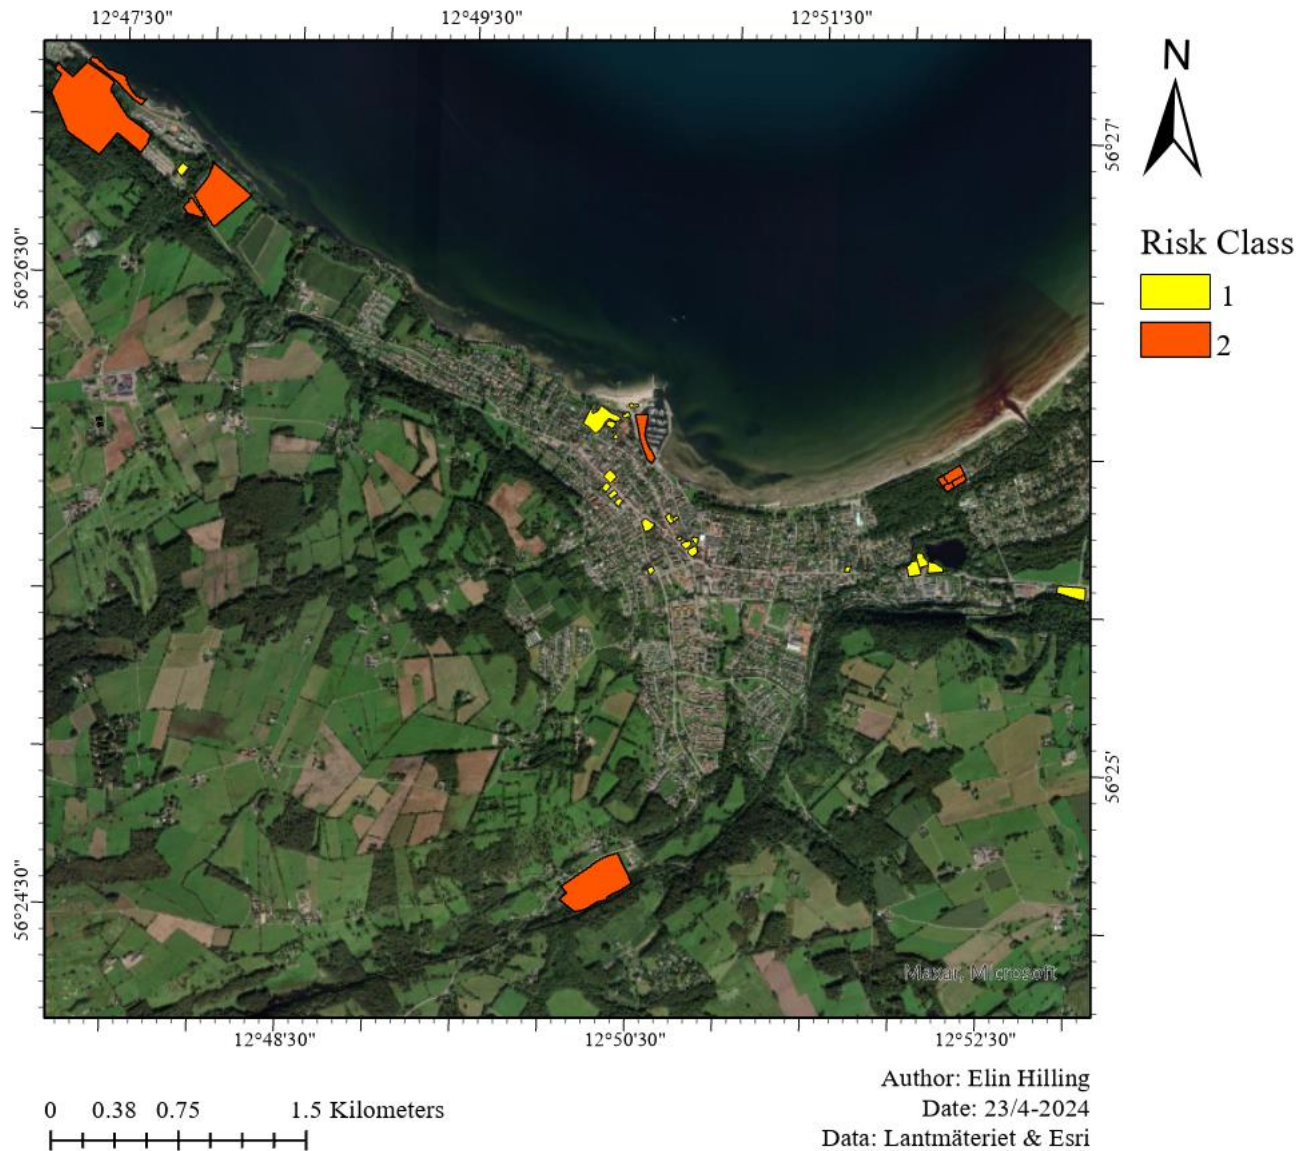 12°47'30"
12°49'30"
12°51'30"
N
56°27'
Risk Class
1
2
56°26'30"
56°25'
56°24'30"
Maxar, Microsoft
12°48'30"
12°50'30"
12°52'30"
Author: Elin Hilling
0 0.38 0.75 1.5 Kilometers
Date: 23/4-2024
Data: Lantmäteriet & Esri